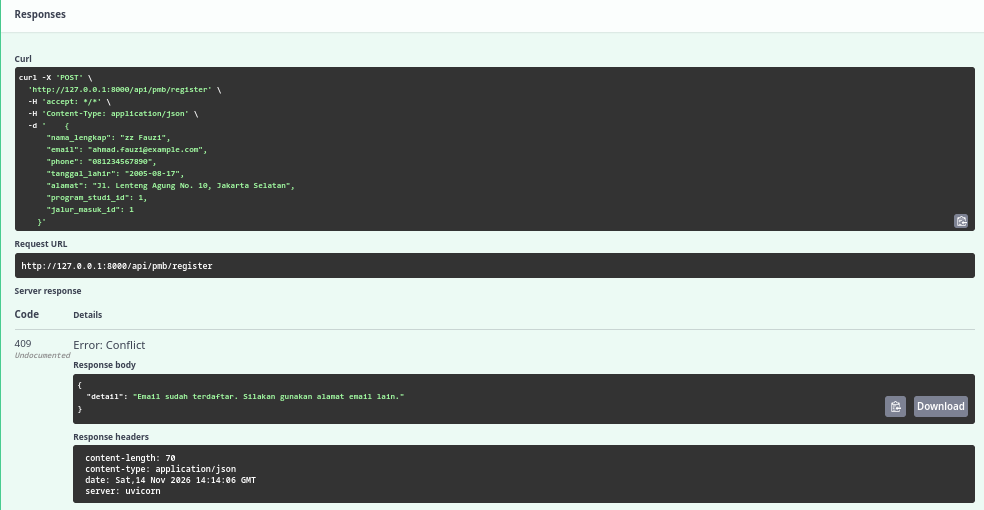 Responses
Curl
curl -X 'POST' \
'http://127.0.0.1:8000/api/pmb/register' \
-H 'accept: */*' \
-H 'Content-Type: application/json' \
-d '    {
"nama_lengkap": "zz Fauzi",
"email": "ahmad.fauzi@example.com",
"phone": "081234567890",
"tanggal_lahir": "2005-08-17",
"alamat": "Jl. Lenteng Agung No. 10, Jakarta Selatan",
"program_studi_id": 1,
"jalur_masuk_id": 1
}'
Request URL
http://127.0.0.1:8000/api/pmb/register
Server response
Code Details
409 Error: Conflict
Undocumented
Response body
{
"detail": "Email sudah terdaftar. Silakan gunakan alamat email lain."
}
Download
Response headers
content-length: 70
content-type: application/json
date: Sat,14 Nov 2026 14:14:06 GMT
server: uvicorn